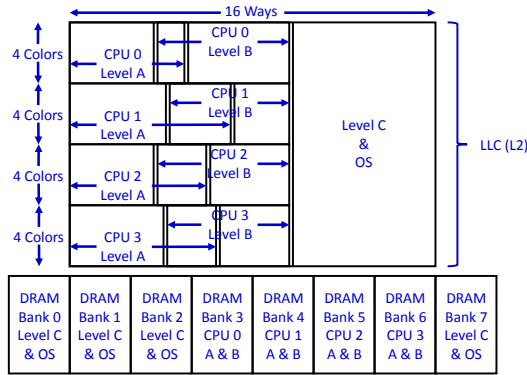 16 Ways
4 Colors
CPU 0
Level A
CPU 0
Level B
4 Colors
CPU 1
Level A
CPU 1
Level B
4 Colors
CPU 2
Level A
CPU 2
Level B
4 Colors
CPU 3
Level A
CPU 3
Level B
Level C
&
OS
LLC (L2)
DRAM
Bank 0
Level C
& OS
DRAM
Bank 1
Level C
& OS
DRAM
Bank 2
Level C
& OS
DRAM
Bank 3
CPU 0
A & B
DRAM
Bank 4
CPU 1
A & B
DRAM
Bank 5
CPU 2
A & B
DRAM
Bank 6
CPU 3
A & B
DRAM
Bank 7
Level C
& OS